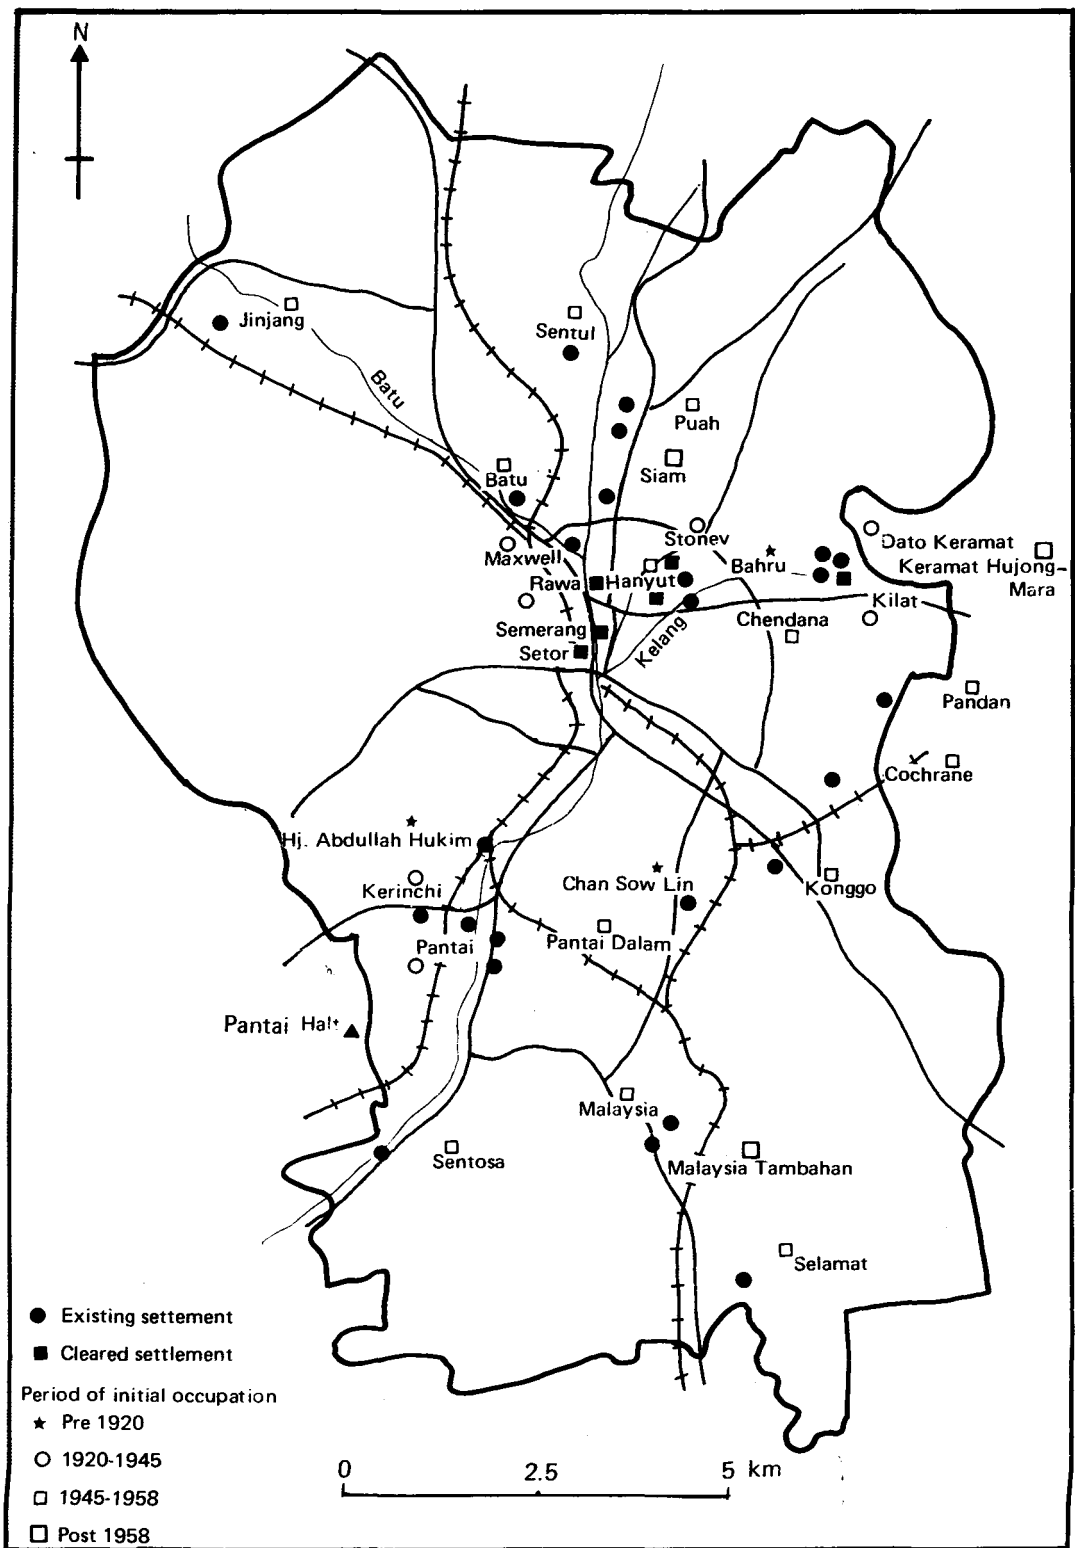 N
Jinjang
Sentul
Batu
Puah
Siam
Batu
Stonev
Dato Keramat
Maxwell
Bahru
Keramat Hujong-
Mara
Rawa
Hanyut
Kilat
Chendana
Semerang
Kelang
Setor
Pandan
Cochrane
Hj. Abdullah Hukim
Chan Sow Lin
Konggo
Kerinchi
Pantai
Pantai Dalam
Pantai Halt
Malaysia
Sentosa
Malaysia Tambahan
Selamat
Existing settement
Cleared settlement
Period of initial occupation
Pre 1920
1920-1945
1945-1958
Post 1958
0 2.5 5 km